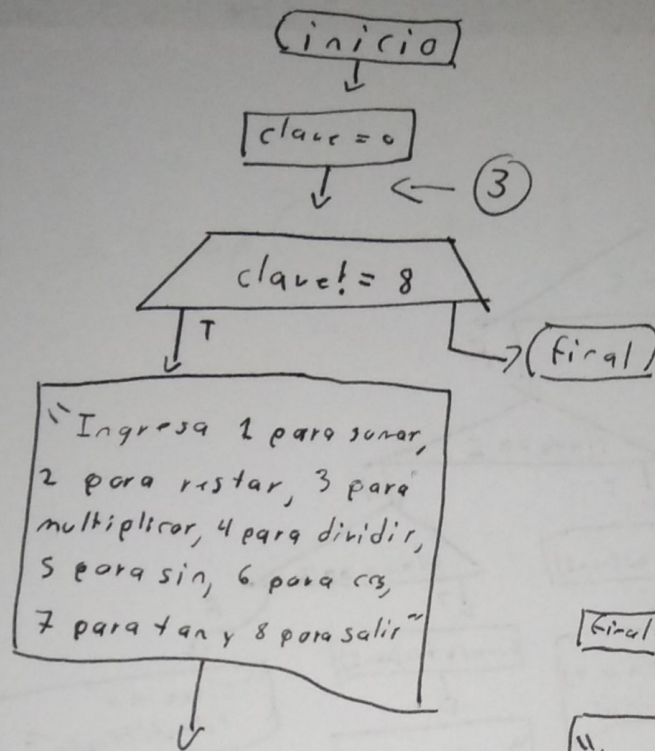 inicio
clave = 0
3
clave != 8
T
final
"Ingresa 1 para sumar,
2 para restar, 3 para
multiplicar, 4 para dividir,
5 para sin, 6 para cos,
7 para tan y 8 para salir"
final
"